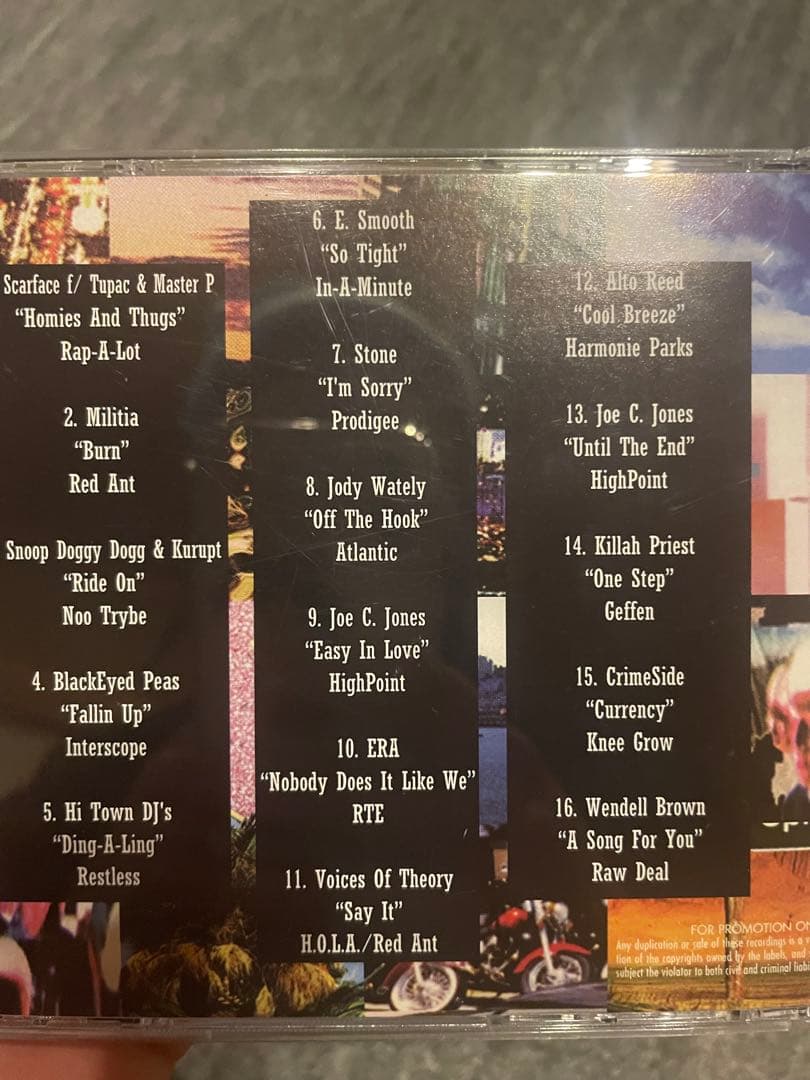 Scarface f/ Tupac & Master P
“Homies And Thugs”
Rap-A-Lot
2. Militia
“Burn”
Red Ant
Snoop Doggy Dogg & Kurupt
“Ride On”
Noo Trybe
4. BlackEyed Peas
“Fallin Up”
Interscope
5. Hi Town DJ's
“Ding-A-Ling”
Restless
6. E. Smooth
“So Tight”
In-A-Minute
7. Stone
“I'm Sorry”
Prodigee
8. Jody Wately
“Off The Hook”
Atlantic
9. Joe C. Jones
“Easy In Love”
HighPoint
10. ERA
“Nobody Does It Like We”
RTE
11. Voices Of Theory
“Say It”
H.O.L.A./Red Ant
12. Alto Reed
“Cool Breeze”
Harmonie Parks
13. Joe C. Jones
“Until The End”
HighPoint
14. Killah Priest
“One Step”
Geffen
15. CrimeSide
“Currency”
Knee Grow
16. Wendell Brown
“A Song For You”
Raw Deal
FOR PROMOTION
Any duplication or sale of these recordings is a
tion of the copyrights owned by the labels, and
subject the violator to both civil and criminal